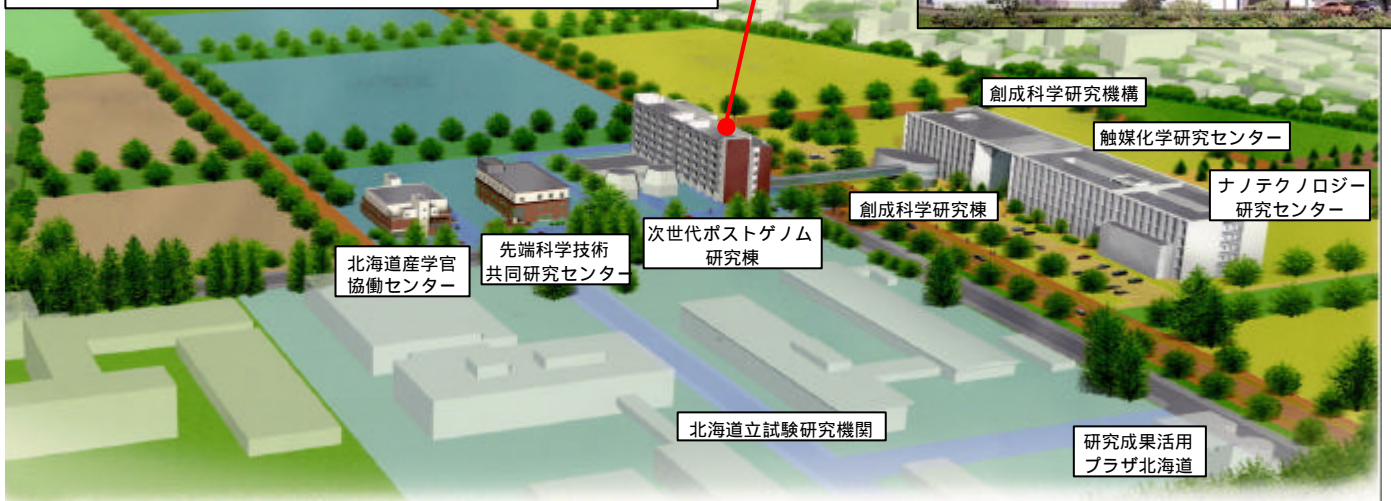 創成科学研究機構
触媒化学研究センター
ナノテクノロジー
研究センター
創成科学研究棟
次世代ポストゲノム
研究棟
先端科学技術
共同研究センター
北海道産学官
協働センター
北海道立試験研究機関
研究成果活用
プラザ北海道